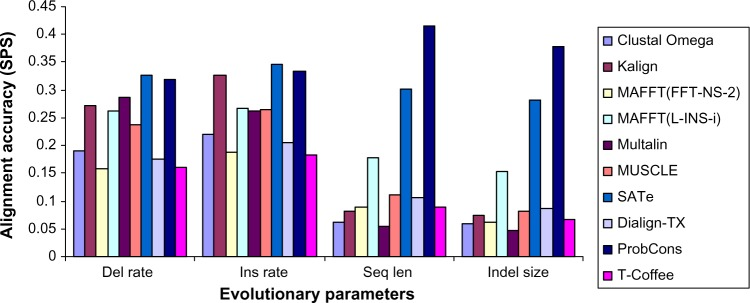 Alignment accuracy (SPS)
0.45
0.4
0.35
0.3
0.25
0.2
0.15
0.1
0.05
0
Del rate
Ins rate
Seq len
Indel size
Evolutionary parameters
Clustal Omega
Kalign
MAFFT(FFT-NS-2)
MAFFT(L-INS-i)
Multalin
MUSCLE
SATe
Dialign-TX
ProbCons
T-Coffee